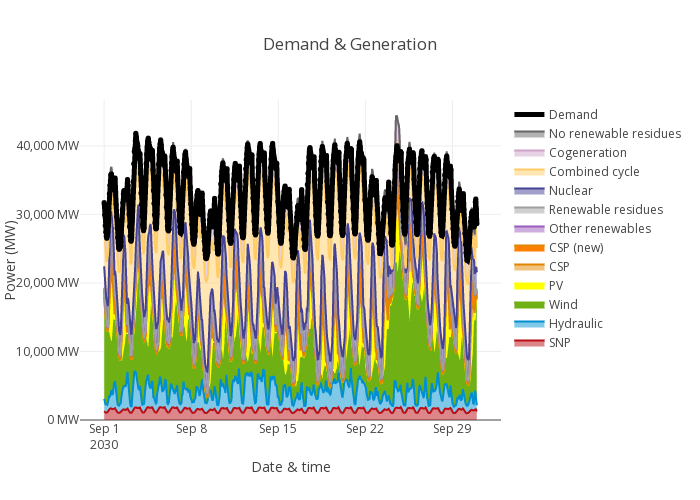 Demand & Generation
40,000 MW
30,000 MW
20,000 MW
10,000 MW
0 MW
Power (MW)
Sep 1
2030
Sep 8
Sep 15
Sep 22
Sep 29
Date & time
Demand
No renewable residues
Cogeneration
Combined cycle
Nuclear
Renewable residues
Other renewables
CSP (new)
CSP
PV
Wind
Hydraulic
SNP